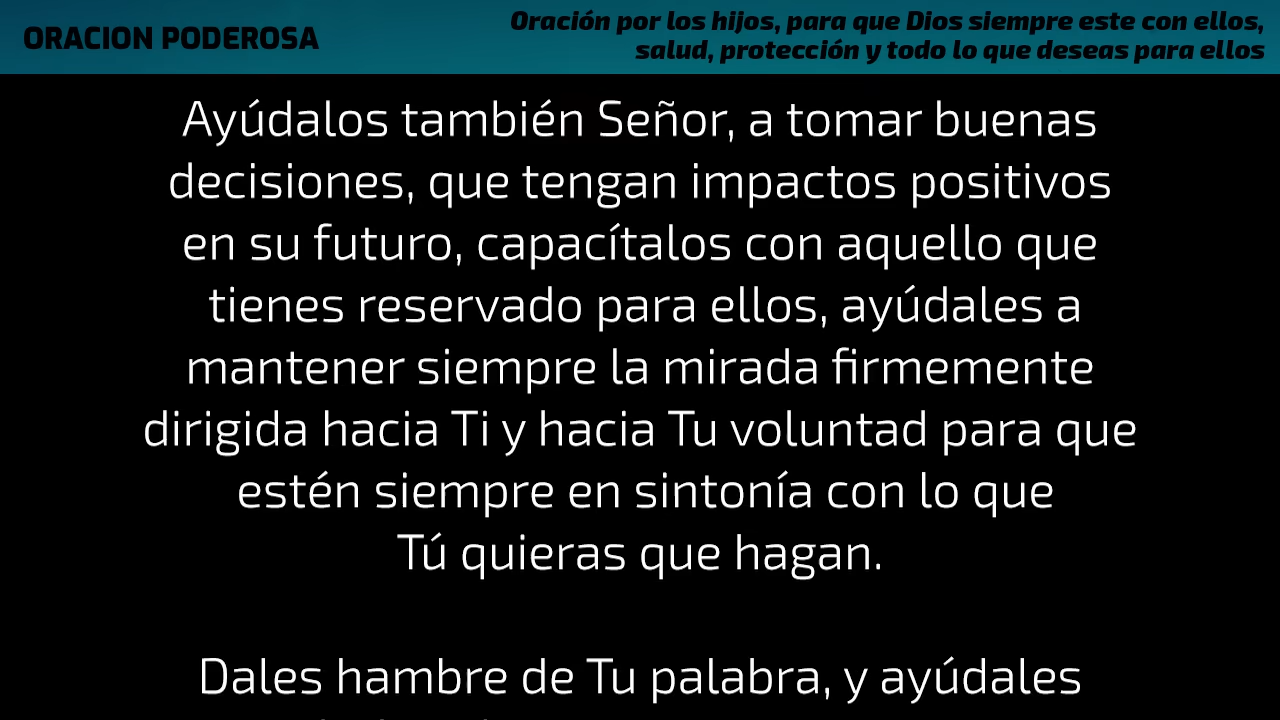 ORACION PODEROSA
Oración por los hijos, para que Dios siempre este con ellos,
salud, protección y todo lo que deseas para ellos
Ayúdalos también Señor, a tomar buenas
decisiones, que tengan impactos positivos
en su futuro, capacítalos con aquello que
tienes reservado para ellos, ayúdales a
mantener siempre la mirada firmemente
dirigida hacia Ti y hacia Tu voluntad para que
estén siempre en sintonía con lo que
Tú quieras que hagan.
Dales hambre de Tu palabra, y ayúdales